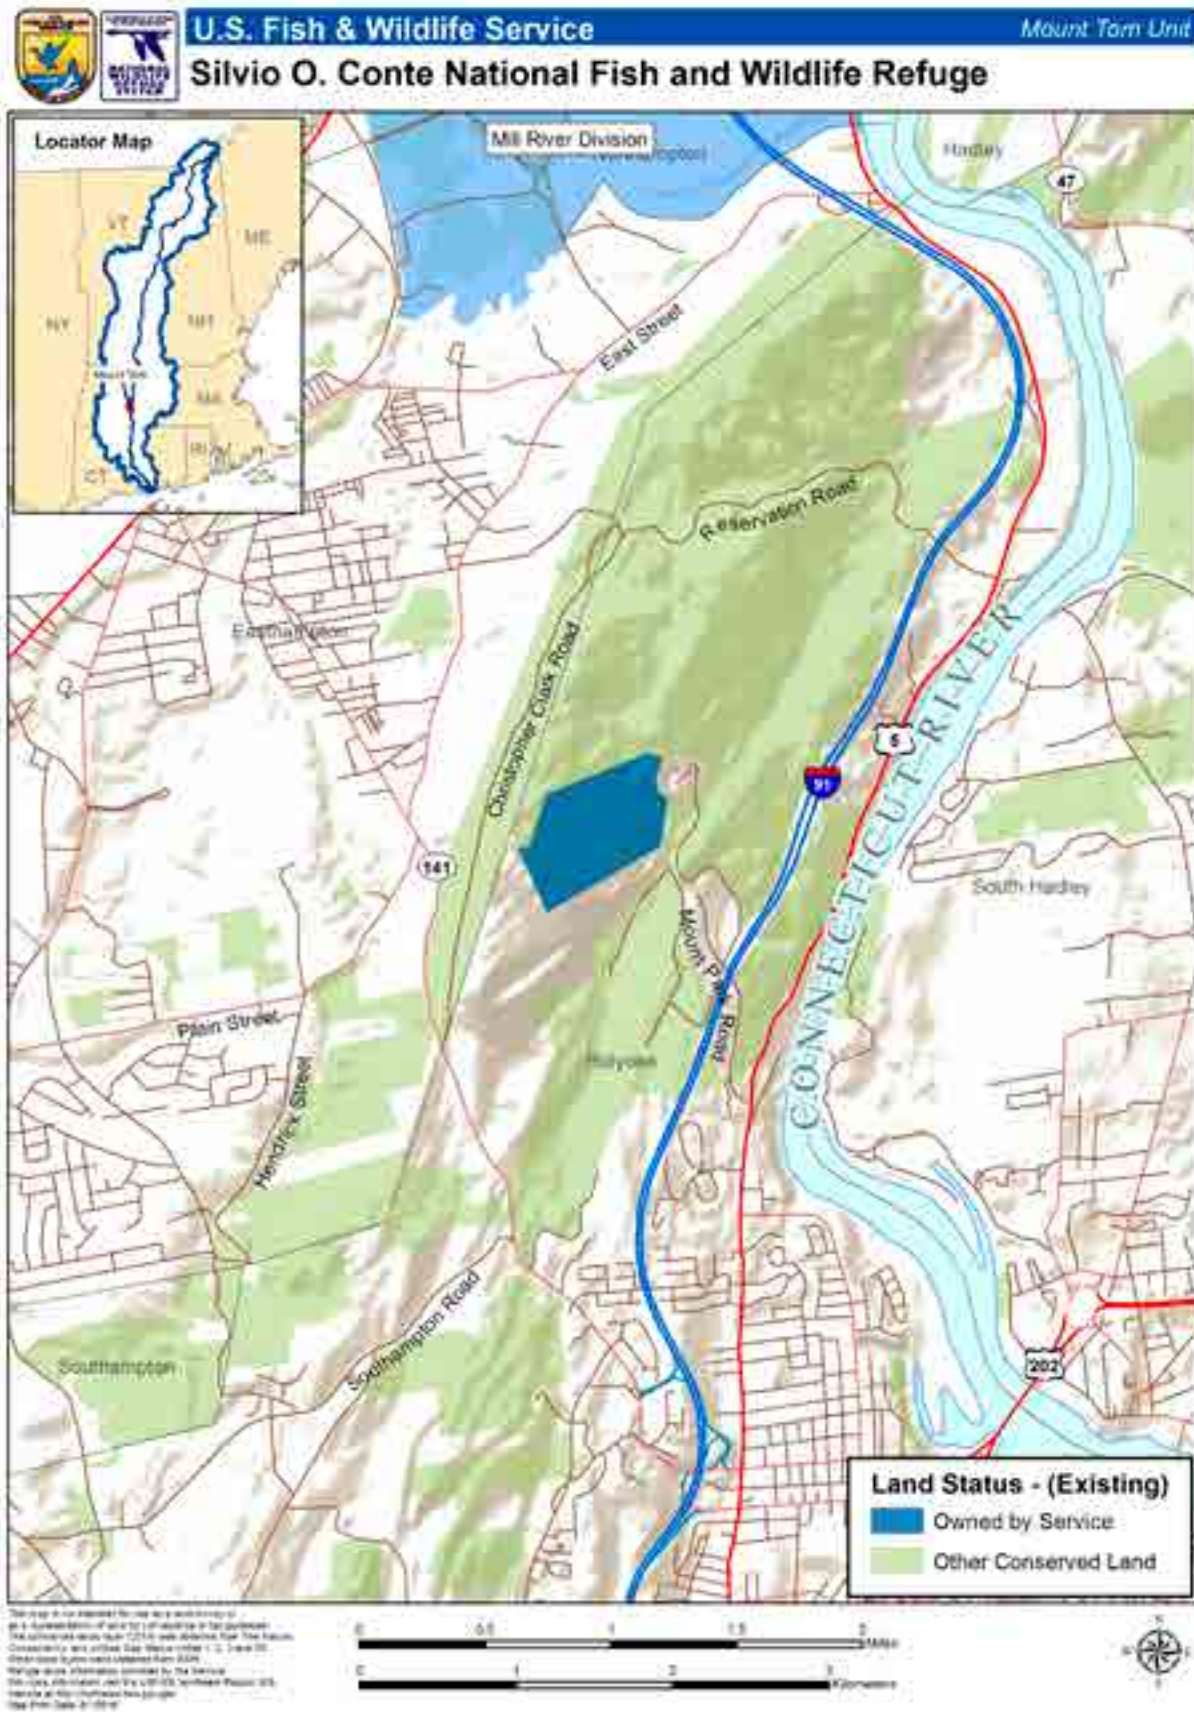 U.S. Fish & Wildlife Service
Mount Tom Unit
Silvio O. Conte National Fish and Wildlife Refuge
Locator Map
VT
ME
NY
NH
MA
CT
RI
Mill River Division
Hadley
47
East Street
Reservation Road
Easthampton
Christopher Clark Road
5
91
CONNECTICUT RIVER
141
South Hadley
Mount Park Road
Plain Street
Holyoke
Hendrick Street
Southampton Road
Southampton
202
Land Status - (Existing)
Owned by Service
Other Conserved Land
0 0.5 1 1.5 2
Miles
0 1 2 3
Kilometers